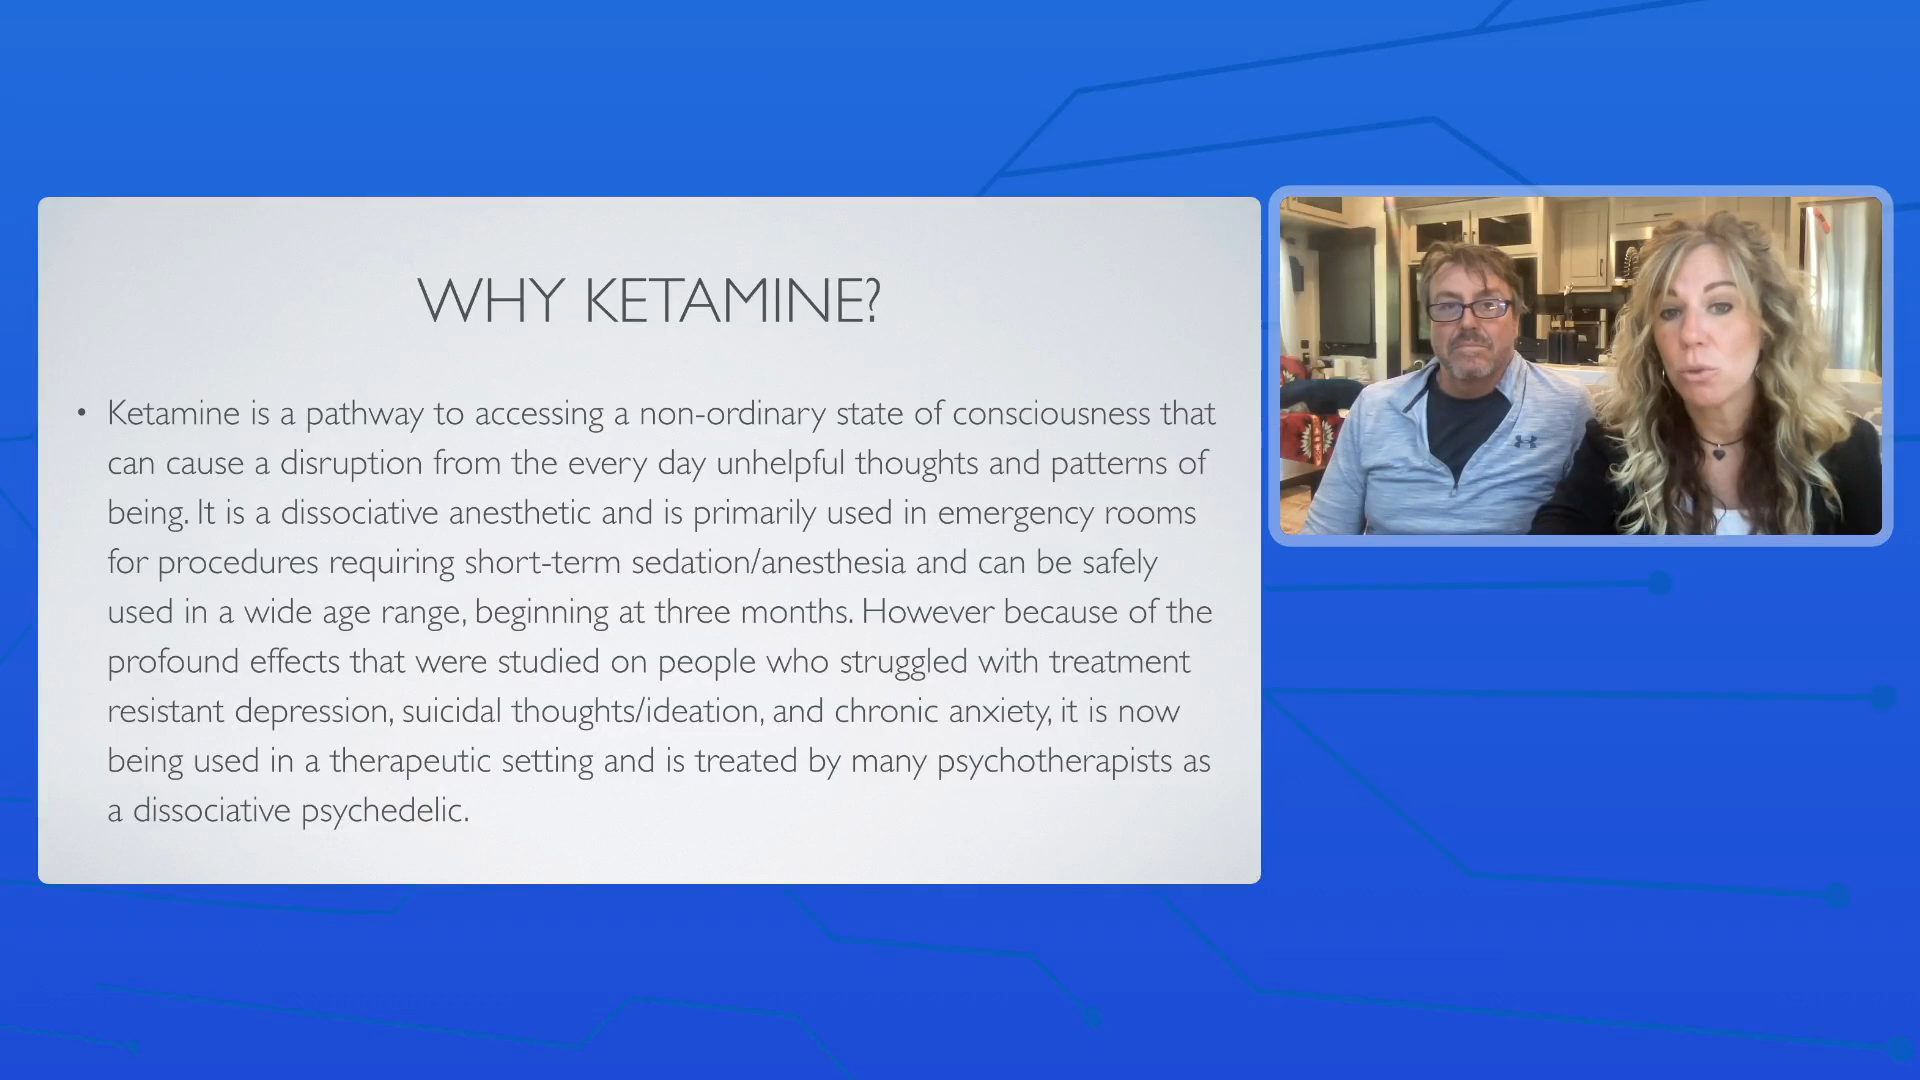 WHY KETAMINE?
• Ketamine is a pathway to accessing a non-ordinary state of consciousness that
can cause a disruption from the every day unhelpful thoughts and patterns of
being. It is a dissociative anesthetic and is primarily used in emergency rooms
for procedures requiring short-term sedation/anesthesia and can be safely
used in a wide age range, beginning at three months. However because of the
profound effects that were studied on people who struggled with treatment
resistant depression, suicidal thoughts/ideation, and chronic anxiety, it is now
being used in a therapeutic setting and is treated by many psychotherapists as
a dissociative psychedelic.